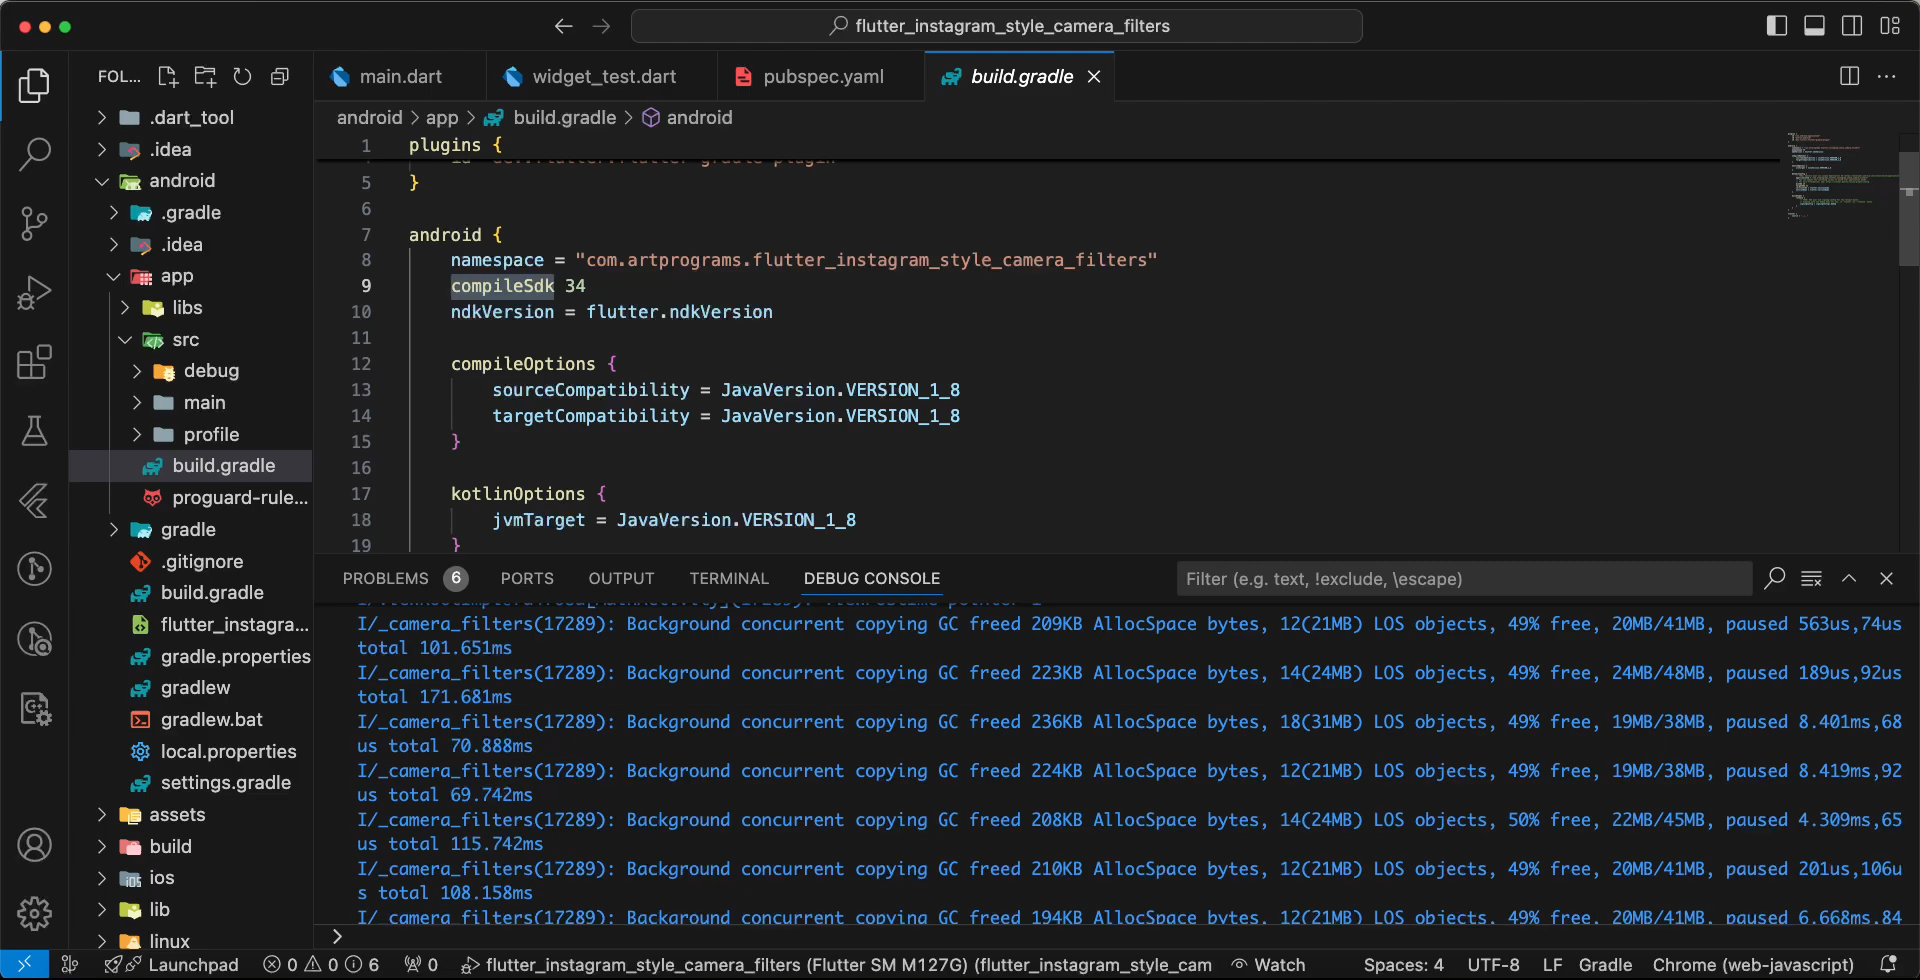 flutter_instagram_style_camera_filters
FOL...
main.dart
widget_test.dart
pubspec.yaml
build.gradle
android > app > build.gradle > android
.dart_tool
.idea
android
.gradle
.idea
app
libs
src
debug
main
profile
build.gradle
proguard-rule...
gradle
.gitignore
build.gradle
flutter_instagra...
gradle.properties
gradlew
gradlew.bat
local.properties
settings.gradle
assets
build
ios
lib
linux
1 plugins {
5 }
6
7 android {
8 namespace = "com.artprograms.flutter_instagram_style_camera_filters"
9 compileSdk 34
10 ndkVersion = flutter.ndkVersion
11
12 compileOptions {
13 sourceCompatibility = JavaVersion.VERSION_1_8
14 targetCompatibility = JavaVersion.VERSION_1_8
15 }
16
17 kotlinOptions {
18 jvmTarget = JavaVersion.VERSION_1_8
19 }
PROBLEMS 6 PORTS OUTPUT TERMINAL DEBUG CONSOLE
Filter (e.g. text, !exclude, \escape)
I/_camera_filters(17289): Background concurrent copying GC freed 209KB AllocSpace bytes, 12(21MB) LOS objects, 49% free, 20MB/41MB, paused 563us,74us
total 101.651ms
I/_camera_filters(17289): Background concurrent copying GC freed 223KB AllocSpace bytes, 14(24MB) LOS objects, 49% free, 24MB/48MB, paused 189us,92us
total 171.681ms
I/_camera_filters(17289): Background concurrent copying GC freed 236KB AllocSpace bytes, 18(31MB) LOS objects, 49% free, 19MB/38MB, paused 8.401ms,68
us total 70.888ms
I/_camera_filters(17289): Background concurrent copying GC freed 224KB AllocSpace bytes, 12(21MB) LOS objects, 49% free, 19MB/38MB, paused 8.419ms,92
us total 69.742ms
I/_camera_filters(17289): Background concurrent copying GC freed 208KB AllocSpace bytes, 14(24MB) LOS objects, 50% free, 22MB/45MB, paused 4.309ms,65
us total 115.742ms
I/_camera_filters(17289): Background concurrent copying GC freed 210KB AllocSpace bytes, 12(21MB) LOS objects, 49% free, 20MB/41MB, paused 201us,106u
s total 108.158ms
I/_camera_filters(17289): Background concurrent copying GC freed 194KB AllocSpace bytes, 12(21MB) LOS objects, 49% free, 20MB/41MB, paused 6.668ms,84
>
Launchpad 0 0 6 0 flutter_instagram_style_camera_filters (Flutter SM M127G) (flutter_instagram_style_cam Watch Spaces: 4 UTF-8 LF Gradle Chrome (web-javascript)